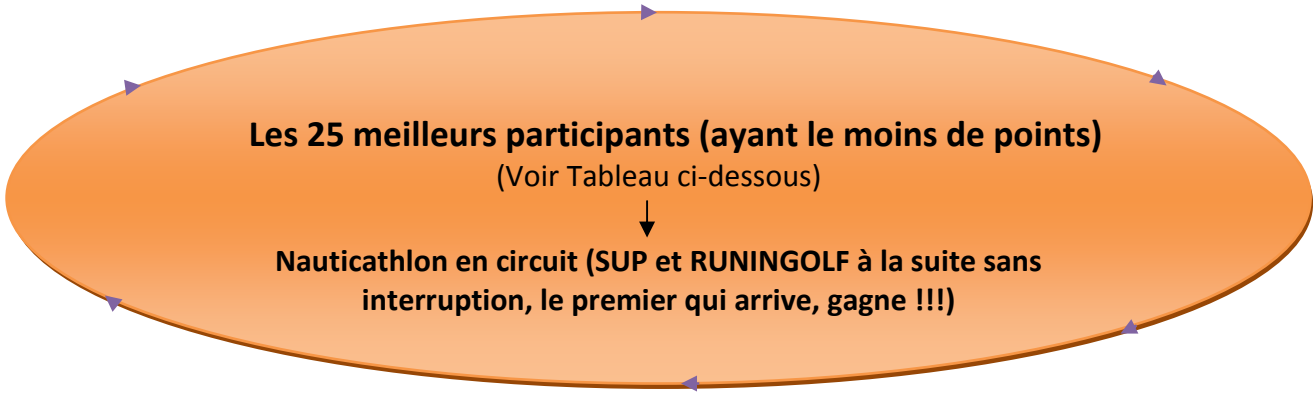 Les 25 meilleurs participants (ayant le moins de points)
(Voir Tableau ci-dessous)
Nauticathlon en circuit (SUP et RUNINGOLF à la suite sans
interruption, le premier qui arrive, gagne !!!)